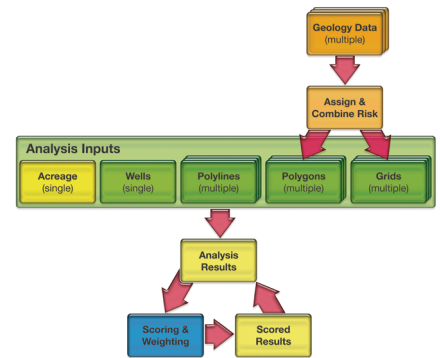 Geology Data
(multiple)
Assign &
Combine Risk
Analysis Inputs
Acreage
(single)
Wells
(single)
Polylines
(multiple)
Polygons
(multiple)
Grids
(multiple)
Analysis
Results
Scoring &
Weighting
Scored
Results